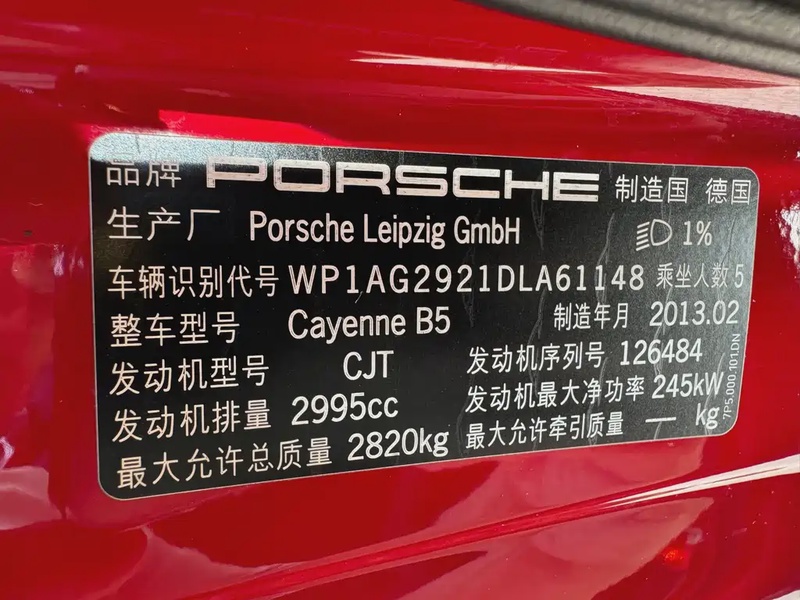 品牌 PORSCHE 制造国 德国
生产厂 Porsche Leipzig GmbH 1%
车辆识别代号 WP1AG2921DLA61148 乘坐人数 5
整车型号 Cayenne B5 制造年月 2013.02
发动机型号 CJT 发动机序列号 126484
发动机排量 2995cc 发动机最大净功率 245kW
最大允许总质量 2820kg 最大允许牵引质量 — kg
7P5.000.101.DN